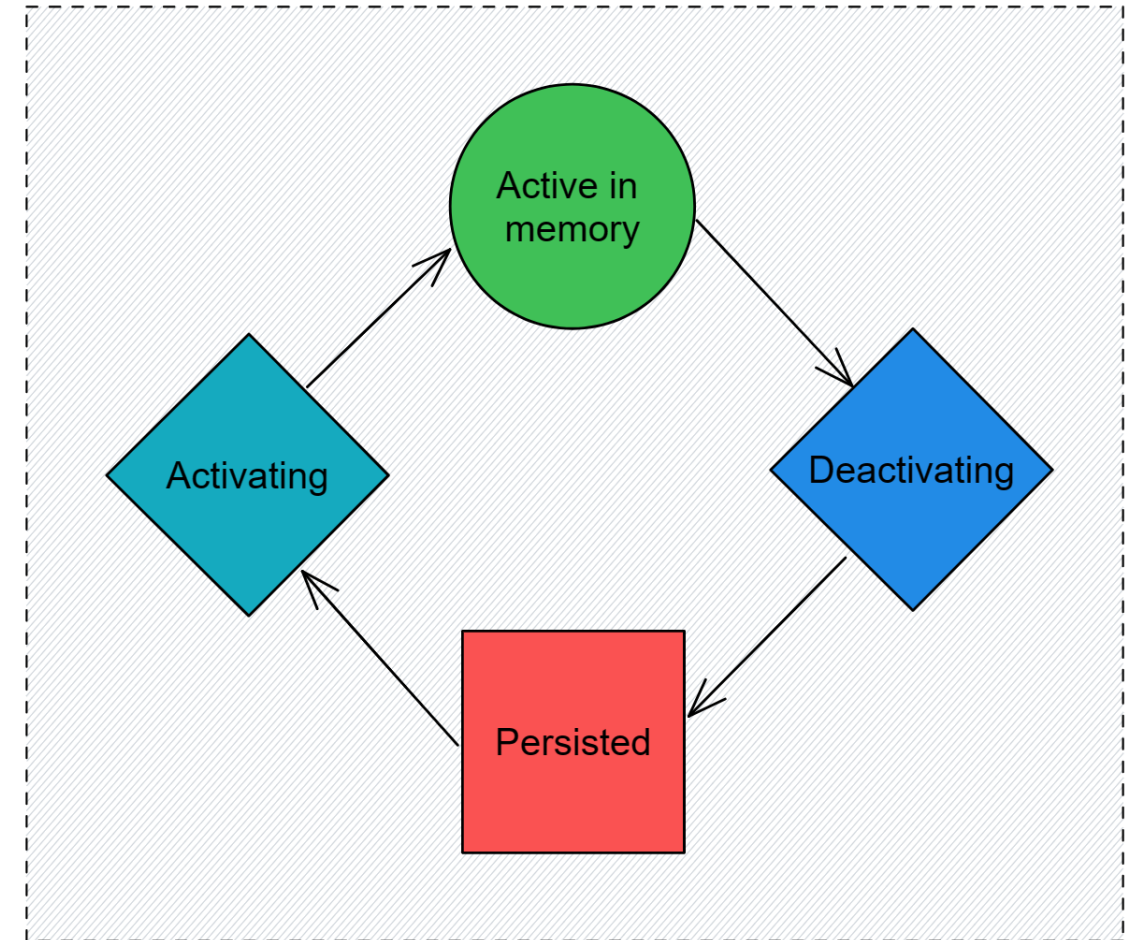 Active in
memory
Activating
Deactivating
Persisted